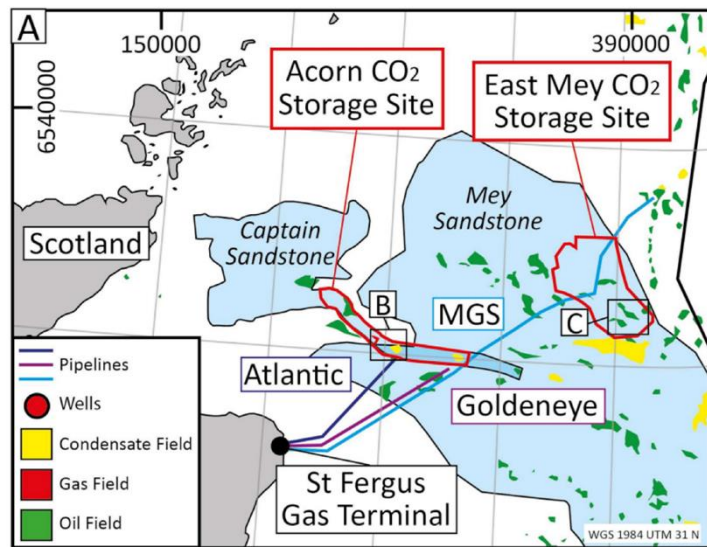 A
150000
390000
6540000
Acorn CO₂
Storage Site
East Mey CO₂
Storage Site
Mey
Sandstone
Captain
Sandstone
Scotland
B
MGS
C
Atlantic
Goldeneye
St Fergus
Gas Terminal
Pipelines
Wells
Condensate Field
Gas Field
Oil Field
WGS 1984 UTM 31 N